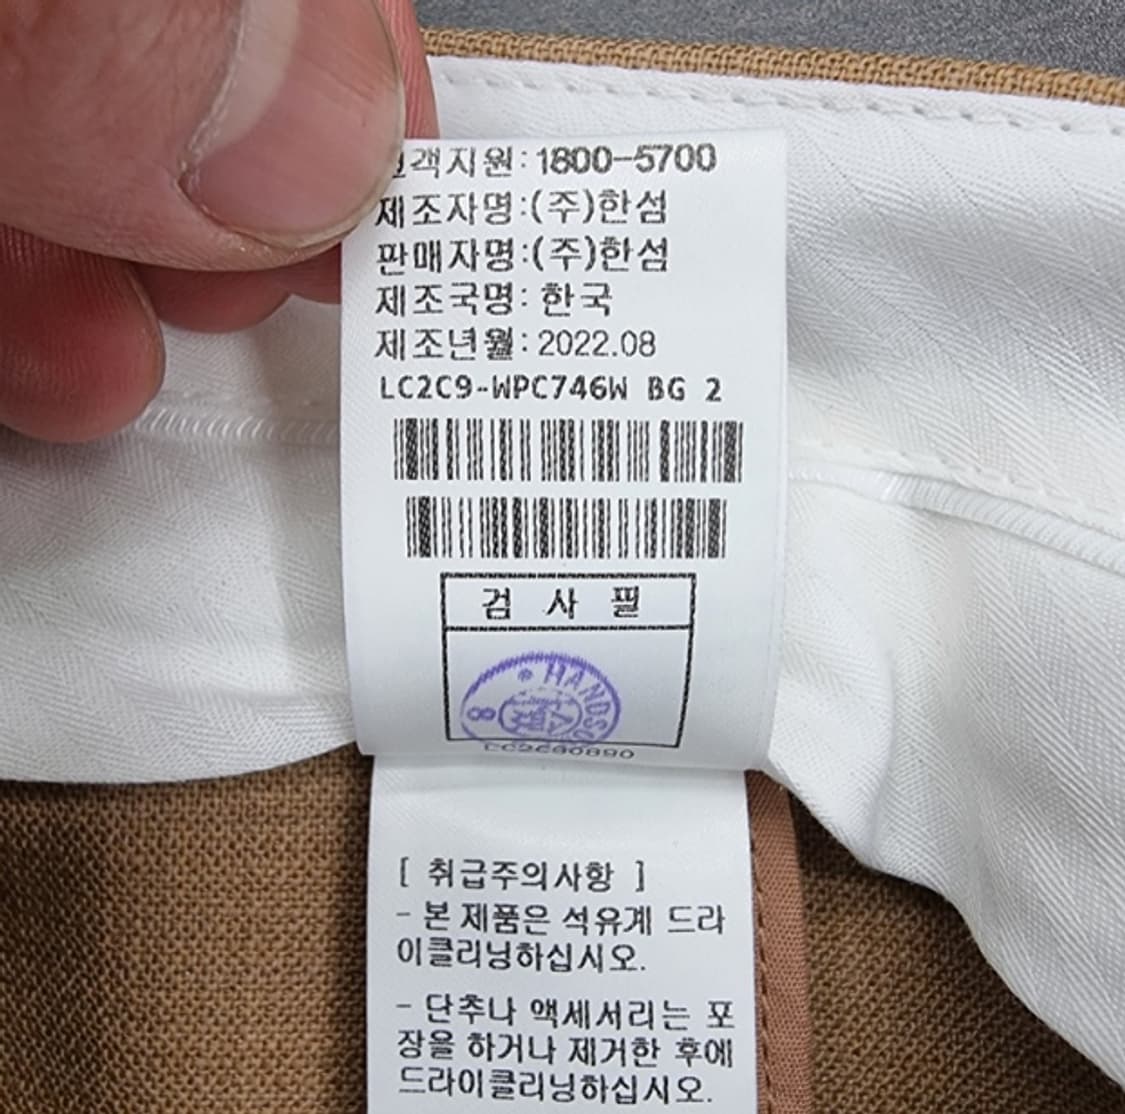 고객지원: 1800-5700
제조자명:(주)한섬
판매자명:(주)한섬
제조국명: 한국
제조년월: 2022.08
LC2C9-WPC746W BG 2
검 사 필
8 * HANDSO
LC2C90890
[ 취급주의사항 ]
- 본 제품은 석유계 드라
이클리닝하십시오.
- 단추나 액세서리는 포
장을 하거나 제거한 후에
드라이클리닝하십시오.